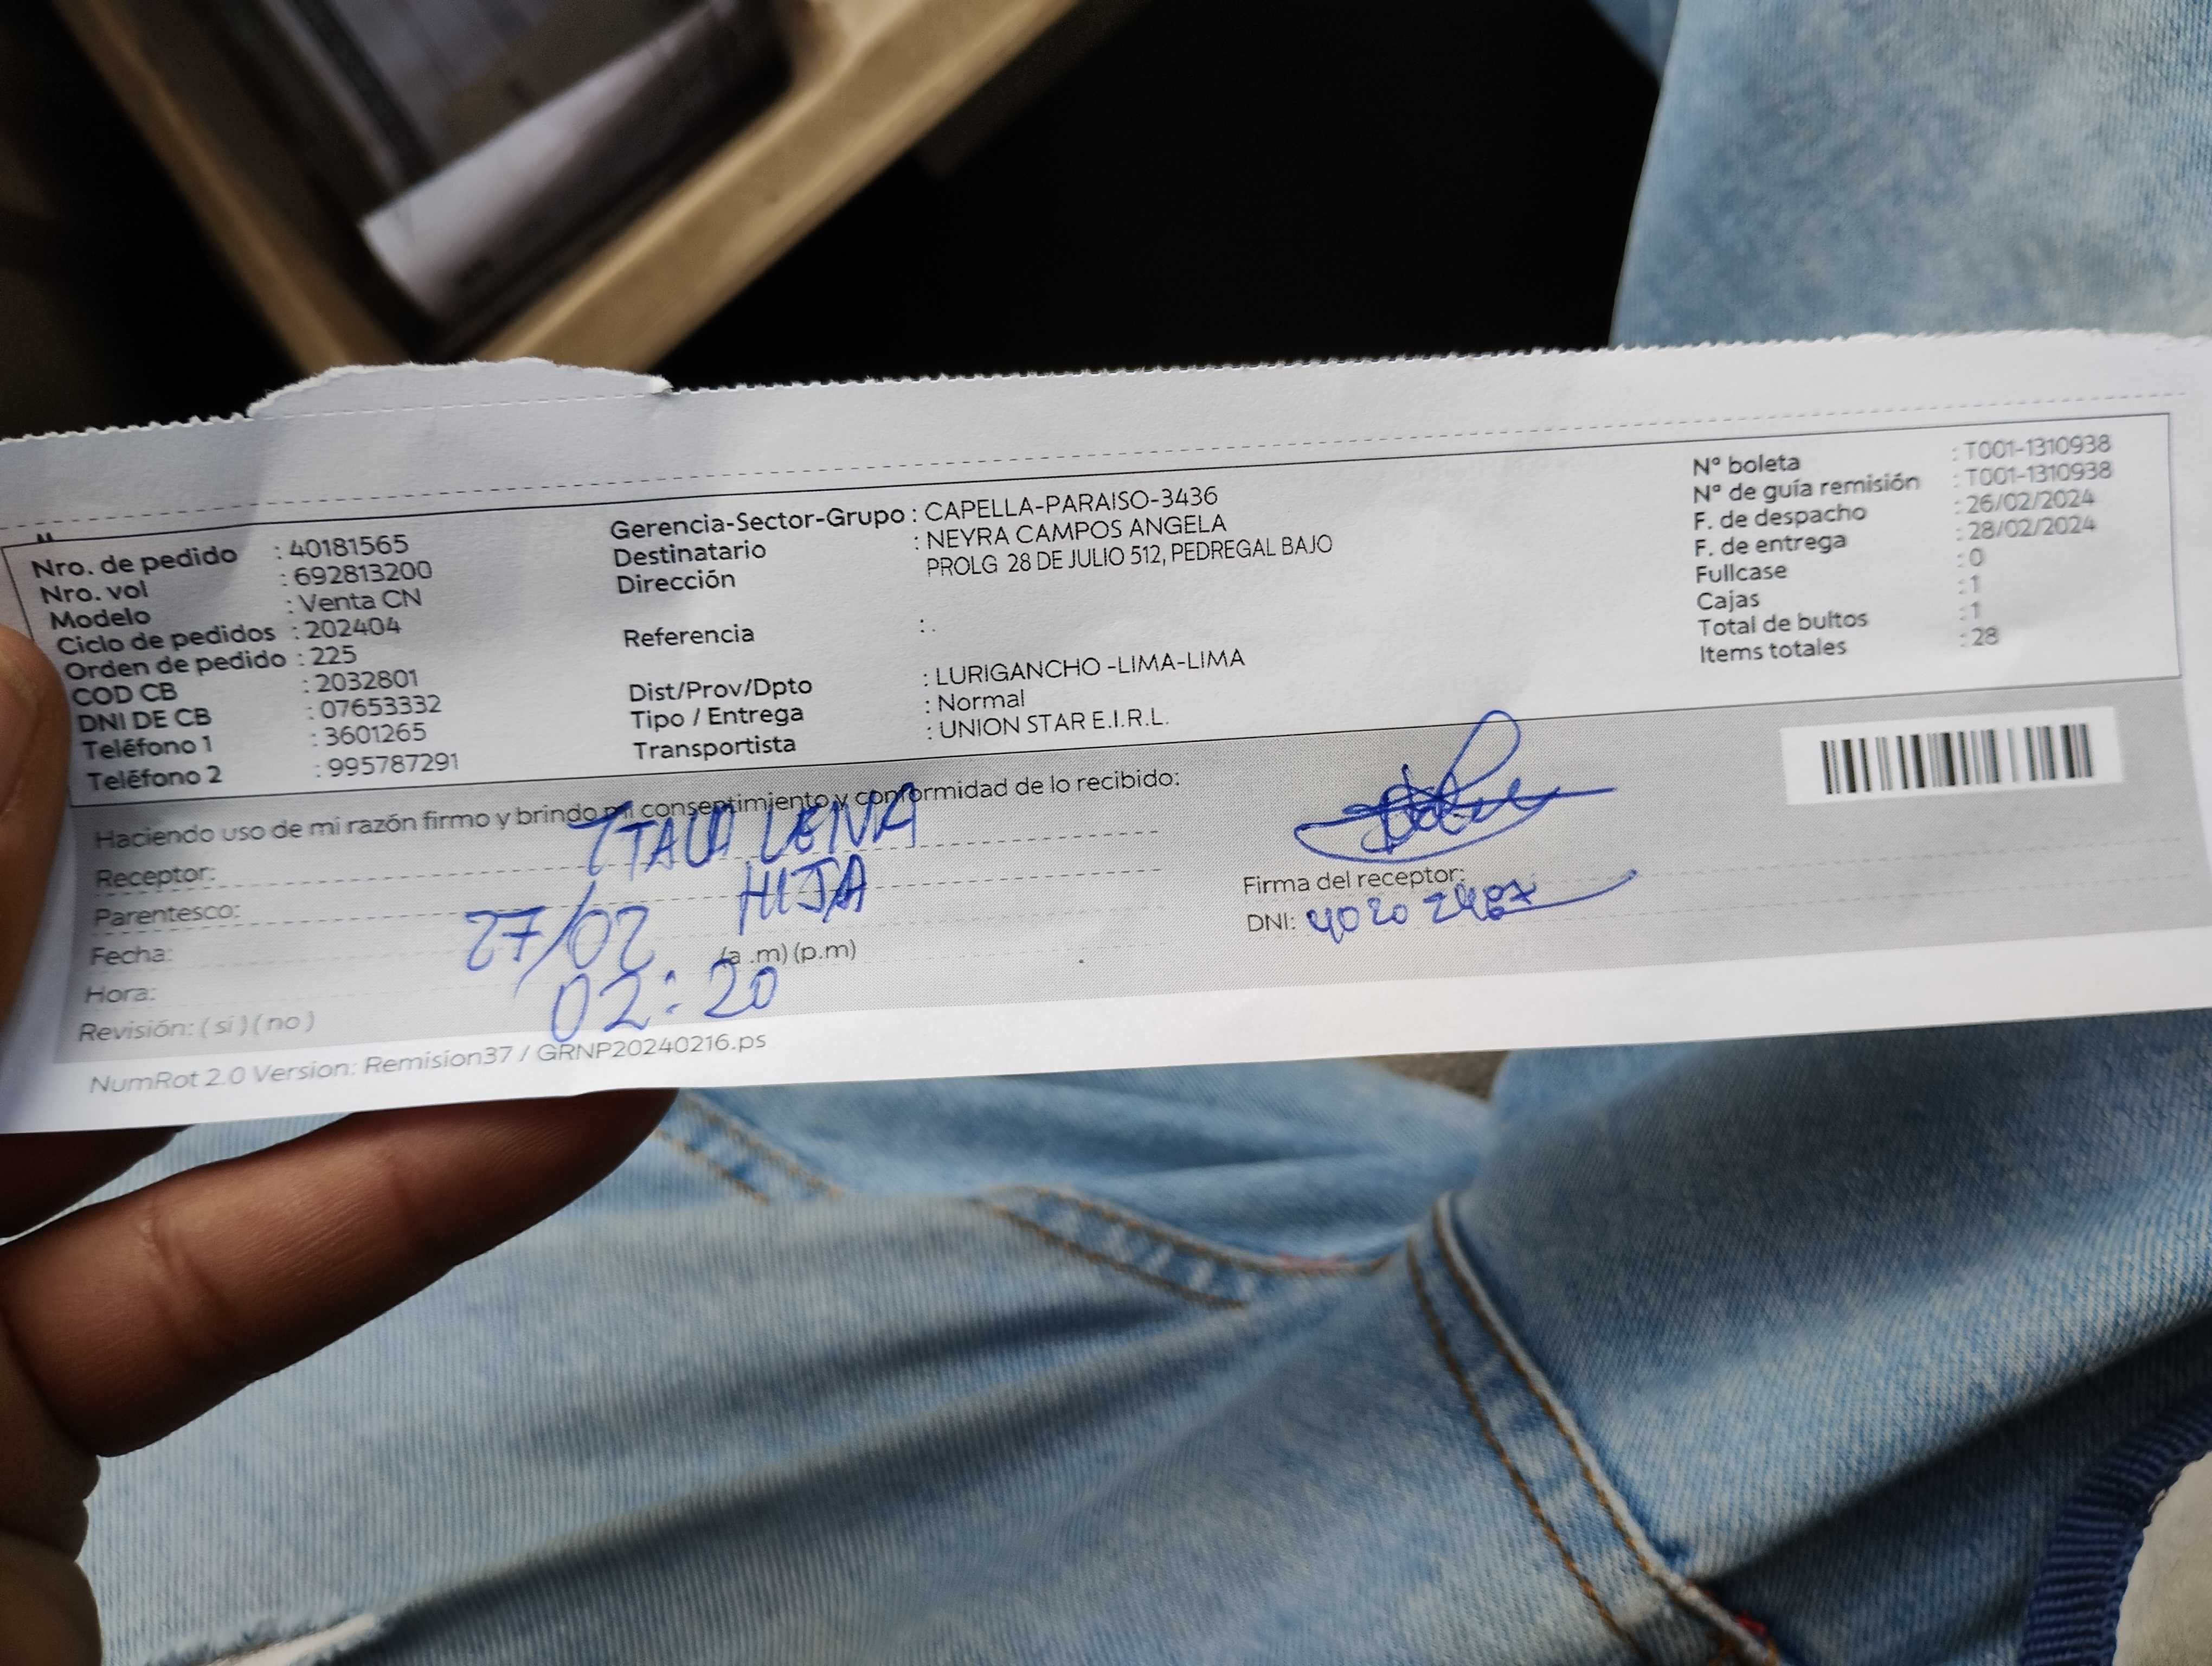 Nro. de pedido : 40181565
Nro. vol : 692813200
Modelo : Venta CN
Ciclo de pedidos : 202404
Orden de pedido : 225
COD CB : 2032801
DNI DE CB : 07653332
Teléfono 1 : 3601265
Teléfono 2 : 995787291
Gerencia-Sector-Grupo : CAPELLA-PARAISO-3436
Destinatario : NEYRA CAMPOS ANGELA
Dirección PROLG 28 DE JULIO 512, PEDREGAL BAJO
Referencia : .
Dist/Prov/Dpto : LURIGANCHO -LIMA-LIMA
Tipo / Entrega : Normal
Transportista : UNION STAR E.I.R.L.
N° boleta : T001-1310938
N° de guía remisión : T001-1310938
F. de despacho : 26/02/2024
F. de entrega : 28/02/2024
Fullcase : 0
Cajas : 1
Total de bultos : 1
Items totales : 28
Haciendo uso de mi razón firmo y brindo mi consentimiento y conformidad de lo recibido:
Receptor: LEIVA
Parentesco: HIJA
Fecha: 27/02
Hora: 02:20 (a .m) (p.m)
Revisión: ( si ) ( no )
Firma del receptor:
DNI:
NumRot 2.0 Version: Remision37 / GRNP20240216.ps